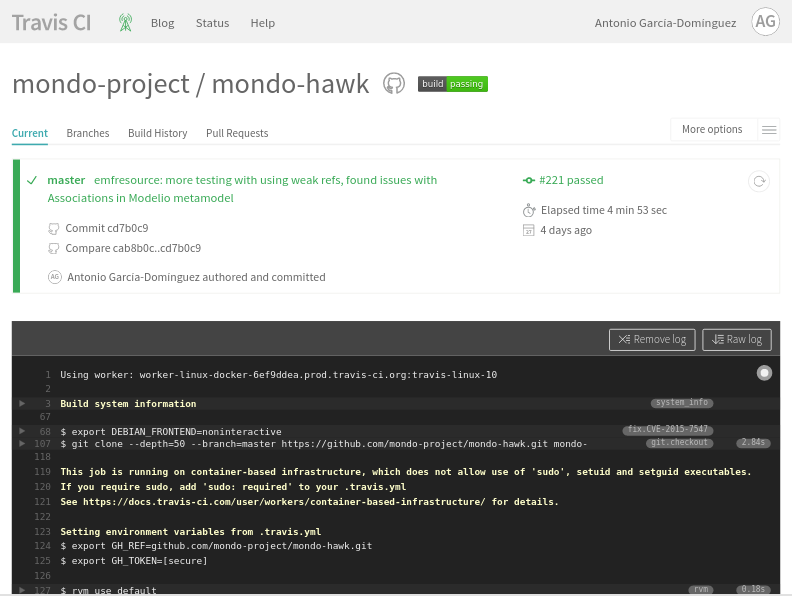 Travis CI Blog Status Help Antonio García-Domínguez AG
mondo-project / mondo-hawk build passing
Current Branches Build History Pull Requests More options
master emfresource: more testing with using weak refs, found issues with
Associations in Modelio metamodel
Commit cd7b0c9
Compare cab8b0c..cd7b0c9
AG Antonio García-Domínguez authored and committed
#221 passed
Elapsed time 4 min 53 sec
4 days ago
Remove log Raw log
1 Using worker: worker-linux-docker-6ef9ddea.prod.travis-ci.org:travis-linux-10
2
3 Build system information system_info
67
68 $ export DEBIAN_FRONTEND=noninteractive fix.CVE-2015-7547
107 $ git clone --depth=50 --branch=master https://github.com/mondo-project/mondo-hawk.git mondo- git.checkout 2.84s
118
119 This job is running on container-based infrastructure, which does not allow use of 'sudo', setuid and setguid executables.
120 If you require sudo, add 'sudo: required' to your .travis.yml
121 See https://docs.travis-ci.com/user/workers/container-based-infrastructure/ for details.
122
123 Setting environment variables from .travis.yml
124 $ export GH_REF=github.com/mondo-project/mondo-hawk.git
125 $ export GH_TOKEN=[secure]
126
127 $ rvm use default rvm 0.18s